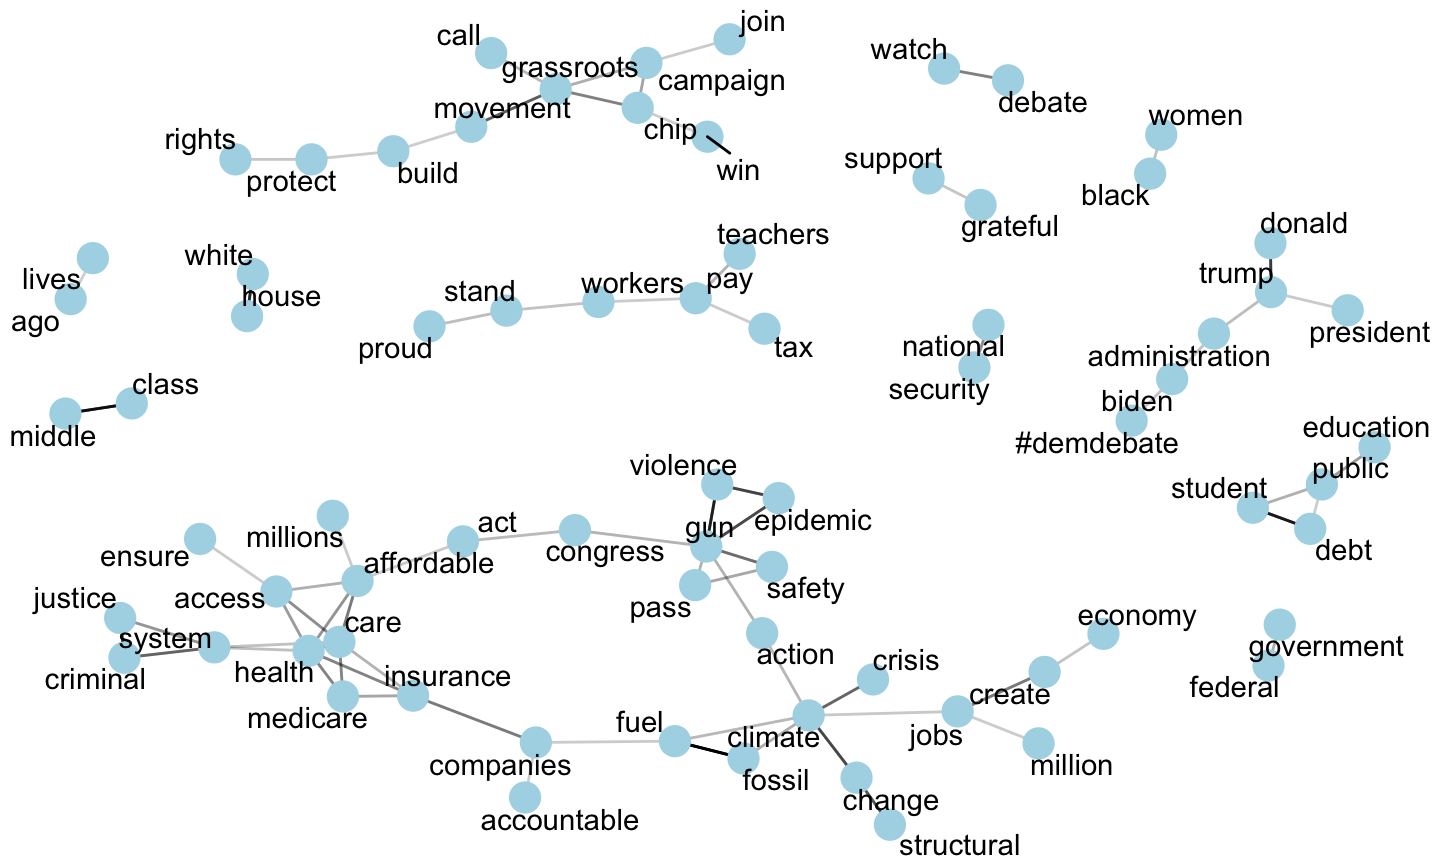 call
join
grassroots
campaign
movement
chip
win
rights
protect
build
watch
debate
women
black
support
grateful
donald
trump
president
administration
biden
#demdebate
lives
ago
white
house
teachers
pay
workers
stand
proud
tax
national
security
class
middle
education
public
student
debt
violence
gun
epidemic
act
congress
pass
safety
millions
affordable
ensure
access
justice
system
criminal
care
health
insurance
medicare
action
crisis
economy
create
jobs
million
government
federal
fuel
climate
fossil
companies
accountable
change
structural